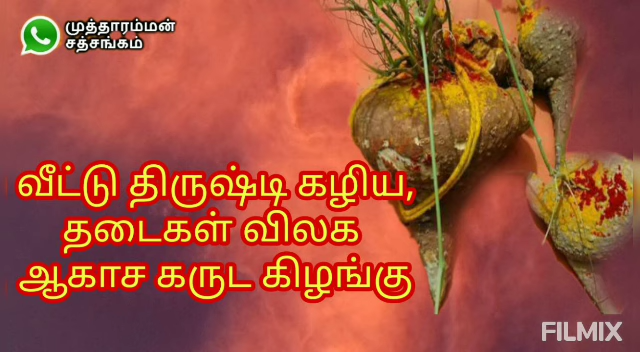 முத்தாரம்மன்
சத்சங்கம்
வீட்டு திருஷ்டி கழிய,
தடைகள் விலக
ஆகாச கருட கிழங்கு
FILMIX